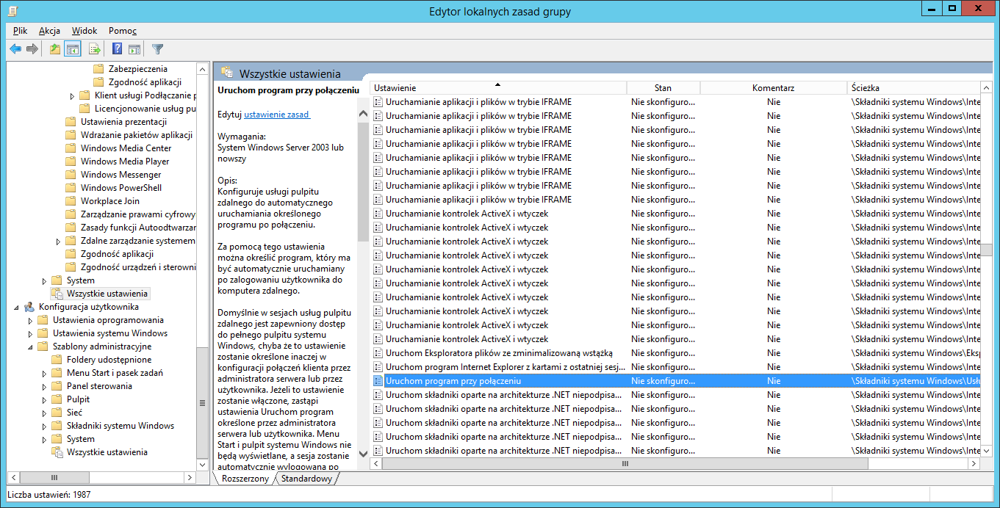 Edytor lokalnych zasad grupy
Plik Akcja Widok Pomoc
Zabezpieczenia
Zgodność aplikacji
Klient usługi Podłączanie p
Licencjonowanie usług pu
Ustawienia prezentacji
Wdrażanie pakietów aplikacji
Windows Media Center
Windows Media Player
Windows Messenger
Windows PowerShell
Workplace Join
Zarządzanie prawami cyfrowy
Zasady funkcji Autoodtwarzar
Zdalne zarządzanie systemem
Zgodność aplikacji
Zgodność urządzeń i sterowni
System
Wszystkie ustawienia
Konfiguracja użytkownika
Ustawienia oprogramowania
Ustawienia systemu Windows
Szablony administracyjne
Foldery udostępnione
Menu Start i pasek zadań
Panel sterowania
Pulpit
Sieć
Składniki systemu Windows
System
Wszystkie ustawienia
Wszystkie ustawienia
Uruchom program przy połączeniu
Edytuj ustawienie zasad
Wymagania:
System Windows Server 2003 lub
nowszy
Opis:
Konfiguruje usługi pulpitu
zdalnego do automatycznego
uruchamiania określonego
programu po połączeniu.
Za pomocą tego ustawienia
można określić program, który ma
być automatycznie uruchamiany
po zalogowaniu użytkownika do
komputera zdalnego.
Domyślnie w sesjach usług pulpitu
zdalnego jest zapewniony dostęp
do pełnego pulpitu systemu
Windows, chyba że to ustawienie
zostanie określone inaczej w
konfiguracji połączeń klienta przez
administratora serwera lub przez
użytkownika. Jeżeli to ustawienie
zostanie włączone, zastąpi
ustawienia Uruchom program
określone przez administratora
serwera lub użytkownika. Menu
Start i pulpit systemu Windows nie
będą wyświetlane, a sesja zostanie
automatycznie wylogowana po
Ustawienie Stan Komentarz Ścieżka
Uruchamianie aplikacji i plików w trybie IFRAME Nie skonfiguro... Nie \Składniki systemu Windows\Inte
Uruchamianie aplikacji i plików w trybie IFRAME Nie skonfiguro... Nie \Składniki systemu Windows\Inte
Uruchamianie aplikacji i plików w trybie IFRAME Nie skonfiguro... Nie \Składniki systemu Windows\Inte
Uruchamianie aplikacji i plików w trybie IFRAME Nie skonfiguro... Nie \Składniki systemu Windows\Inte
Uruchamianie aplikacji i plików w trybie IFRAME Nie skonfiguro... Nie \Składniki systemu Windows\Inte
Uruchamianie aplikacji i plików w trybie IFRAME Nie skonfiguro... Nie \Składniki systemu Windows\Inte
Uruchamianie aplikacji i plików w trybie IFRAME Nie skonfiguro... Nie \Składniki systemu Windows\Inte
Uruchamianie aplikacji i plików w trybie IFRAME Nie skonfiguro... Nie \Składniki systemu Windows\Inte
Uruchamianie kontrolek ActiveX i wtyczek Nie skonfiguro... Nie \Składniki systemu Windows\Inte
Uruchamianie kontrolek ActiveX i wtyczek Nie skonfiguro... Nie \Składniki systemu Windows\Inte
Uruchamianie kontrolek ActiveX i wtyczek Nie skonfiguro... Nie \Składniki systemu Windows\Inte
Uruchamianie kontrolek ActiveX i wtyczek Nie skonfiguro... Nie \Składniki systemu Windows\Inte
Uruchamianie kontrolek ActiveX i wtyczek Nie skonfiguro... Nie \Składniki systemu Windows\Inte
Uruchamianie kontrolek ActiveX i wtyczek Nie skonfiguro... Nie \Składniki systemu Windows\Inte
Uruchamianie kontrolek ActiveX i wtyczek Nie skonfiguro... Nie \Składniki systemu Windows\Inte
Uruchamianie kontrolek ActiveX i wtyczek Nie skonfiguro... Nie \Składniki systemu Windows\Inte
Uruchamianie kontrolek ActiveX i wtyczek Nie skonfiguro... Nie \Składniki systemu Windows\Inte
Uruchamianie kontrolek ActiveX i wtyczek Nie skonfiguro... Nie \Składniki systemu Windows\Inte
Uruchom Eksploratora plików ze zminimalizowaną wstążką Nie skonfiguro... Nie \Składniki systemu Windows\Eksp
Uruchom program Internet Explorer z kartami z ostatniej sesj... Nie skonfiguro... Nie \Składniki systemu Windows\Inte
Uruchom program przy połączeniu Nie skonfiguro... Nie \Składniki systemu Windows\Usłu
Uruchom składniki oparte na architekturze .NET niepodpisa... Nie skonfiguro... Nie \Składniki systemu Windows\Inte
Uruchom składniki oparte na architekturze .NET niepodpisa... Nie skonfiguro... Nie \Składniki systemu Windows\Inte
Uruchom składniki oparte na architekturze .NET niepodpisa... Nie skonfiguro... Nie \Składniki systemu Windows\Inte
Uruchom składniki oparte na architekturze .NET niepodpisa... Nie skonfiguro... Nie \Składniki systemu Windows\Inte
Uruchom składniki oparte na architekturze .NET niepodpisa... Nie skonfiguro... Nie \Składniki systemu Windows\Inte
Rozszerzony Standardowy
Liczba ustawień: 1987